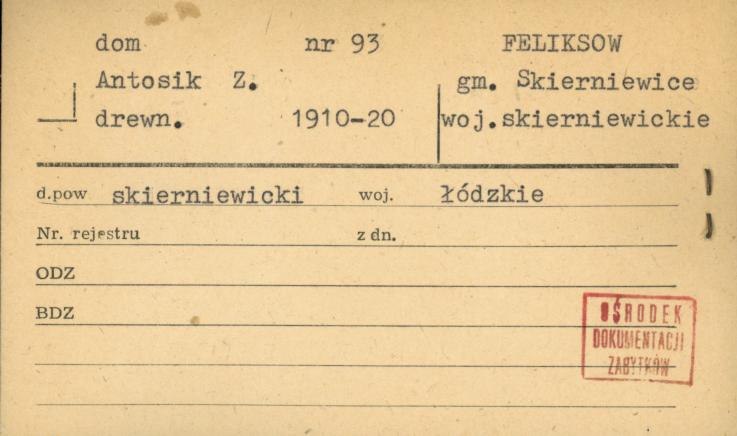 dom nr 93 FELIKSOW
Antosik Z. gm. Skierniewice
drewn. 1910-20 woj.skierniewickie
d.pow skierniewicki woj. łódzkie
Nr. rejestru z dn.
ODZ
BDZ
OŚRODEK
DOKUMENTACJI
ZABYTKÓW